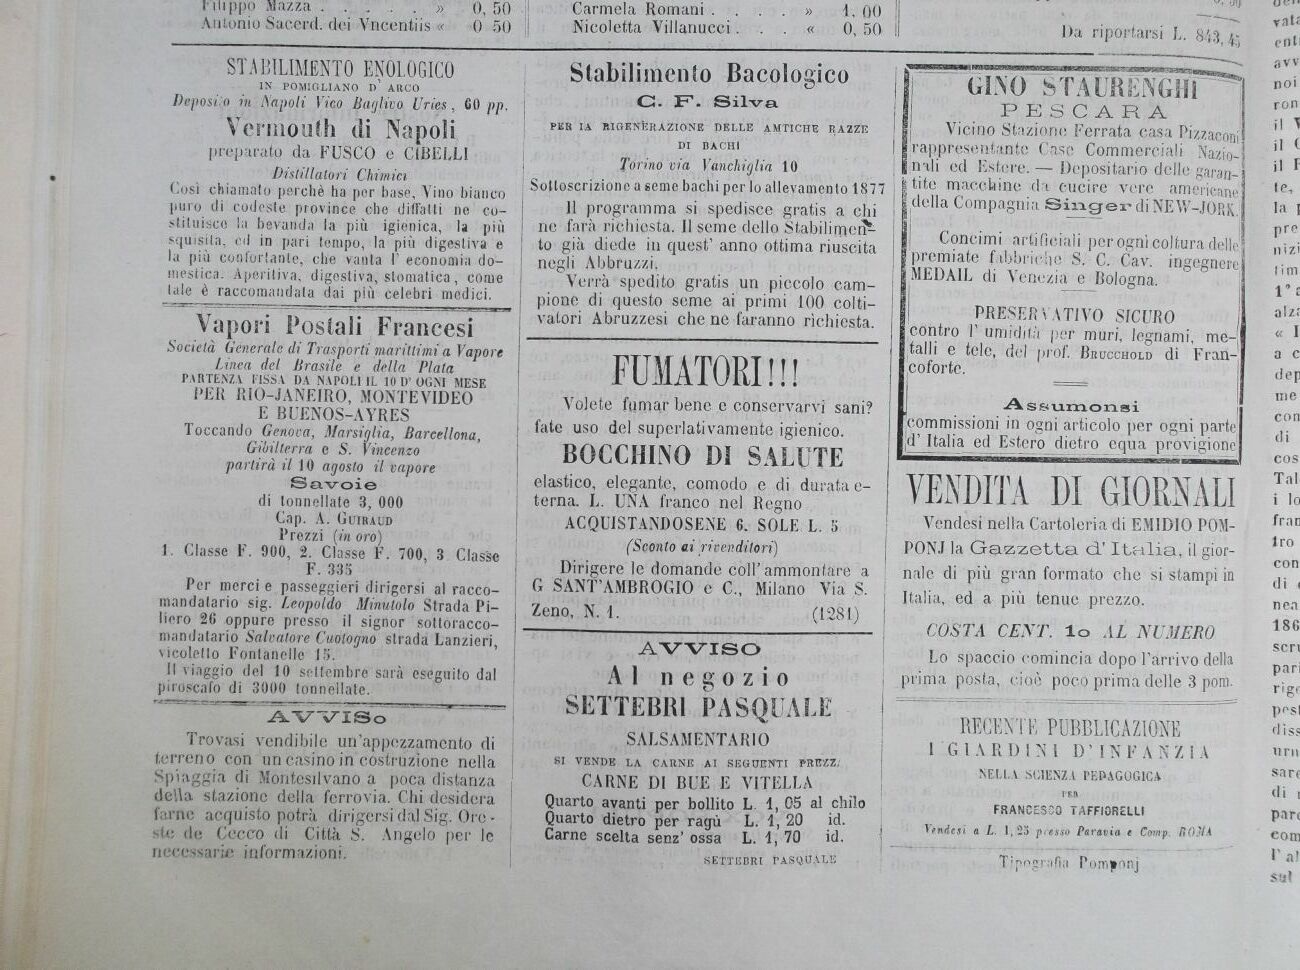 Filippo Mazza . . . . . » 0, 50
Antonio Sacerd. dei Vncentiis « 0 50
Carmela Romani . . . . » 1, 00
Nicoletta Villanucci . . . « 0, 50
Da riportarsi L. 843, 45
STABILIMENTO ENOLOGICO
IN POMIGLIANO D' ARCO
Deposito in Napoli Vico Baglivo Uries, 60 pp.
Vermouth di Napoli
preparato da FUSCO e CIBELLI
Distillatori Chimici
Così chiamato perchè ha per base, Vino bianco
puro di codeste province che diffatti ne co-
stituisce la bevanda la più igienica, la più
squisita, ed in pari tempo, la più digestiva e
la più confortante, che vanta l' economia do-
mestica. Aperitiva, digestiva, stomatica, come
tale è raccomandata dai più celebri medici.
Vapori Postali Francesi
Società Generale di Trasporti marittimi a Vapore
Linea del Brasile e della Plata
PARTENZA FISSA DA NAPOLI IL 10 D' OGNI MESE
PER RIO-JANEIRO, MONTEVIDEO
E BUENOS-AYRES
Toccando Genova, Marsiglia, Barcellona,
Gibilterra e S. Vincenzo
partirà il 10 agosto il vapore
Savoie
di tonnellate 3, 000
Cap. A. GUIRAUD
Prezzi (in oro)
1. Classe F. 900, 2. Classe F. 700, 3 Classe
F. 335
Per merci e passeggieri dirigersi al racco-
mandatario sig. Leopoldo Minutolo Strada Pi-
liero 26 oppure presso il signor sottoracco-
mandatario Salvatore Cuotogno strada Lanzieri,
vicoletto Fontanelle 15.
Il viaggio del 10 settembre sarà eseguito dal
piroscafo di 3000 tonnellate.
AVVISO
Trovasi vendibile un'appezzamento di
terreno con un casino in costruzione nella
Spiaggia di Montesilvano a poca distanza
della stazione della ferrovia. Chi desidera
farne acquisto potrà dirigersi dal Sig. Ore-
ste de Cecco di Città S. Angelo per le
necessarie informazioni.
Stabilimento Bacologico
C. F. Silva
PER IA RIGENERAZIONE DELLE AMTICHE RAZZE
DI BACHI
Torino via Vanchiglia 10
Sottoscrizione a seme bachi per lo allevamento 1877
Il programma si spedisce gratis a chi
ne farà richiesta. Il seme dello Stabilimen-
to già diede in quest' anno ottima riuscita
negli Abbruzzi.
Verrà spedito gratis un piccolo cam-
pione di questo seme ai primi 100 colti-
vatori Abruzzesi che ne faranno richiesta.
FUMATORI!!!
Volete fumar bene e conservarvi sani?
fate uso del superlativamente igienico.
BOCCHINO DI SALUTE
elastico, elegante, comodo e di durata e-
terna. L. UNA franco nel Regno
ACQUISTANDOSENE 6. SOLE L. 5
(Sconto ai rivenditori)
Dirigere le domande coll' ammontare a
G SANT'AMBROGIO e C., Milano Via S.
Zeno, N. 1. (1281)
AVVISO
Al negozio
SETTEBRI PASQUALE
SALSAMENTARIO
SI VENDE LA CARNE AI SEGUENTI PREZZI
CARNE DI BUE E VITELLA
Quarto avanti per bollito L. 1, 05 al chilo
Quarto dietro per ragù L. 1, 20 id.
Carne scelta senz' ossa L. 1, 70 id.
SETTEBRI PASQUALE
GINO STAURENGHI
PESCARA
Vicino Stazione Ferrata casa Pizzaconi
rappresentante Case Commerciali Nazio-
nali ed Estere. — Depositario delle garan-
tite macchine da cucire vere americane
della Compagnia Singer di NEW-JORK.
Concimi artificiali per ogni coltura delle
premiate fabbriche S. C. Cav. ingegnere
MEDAIL di Venezia e Bologna.
PRESERVATIVO SICURO
contro l' umidità per muri, legnami, me-
talli e tele, del prof. BRUCCHOLD di Fran-
coforte.
Assumonsi
commissioni in ogni articolo per ogni parte
d' Italia ed Estero dietro equa provigione
VENDITA DI GIORNALI
Vendesi nella Cartoleria di EMIDIO POM-
PONJ la Gazzetta d' Italia, il gior-
nale di più gran formato che si stampi in
Italia, ed a più tenue prezzo.
COSTA CENT. 10 AL NUMERO
Lo spaccio comincia dopo l'arrivo della
prima posta, cioè poco prima delle 3 pom.
RECENTE PUBBLICAZIONE
I GIARDINI D'INFANZIA
NELLA SCIENZA PEDAGOGICA
PER
FRANCESCO TAFFIORELLI
Vendesi a L. 1, 25 presso Paravia e Comp. ROMA
Tipografia Pomponj